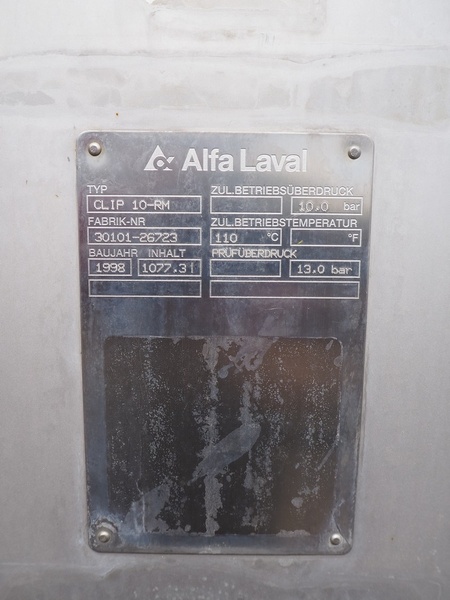 Alfa Laval
TYP ZUL.BETRIEBSÜBERDRUCK
CLIP 10-RM 10.0 bar
FABRIK-NR ZUL.BETRIEBSTEMPERATUR
30101-26723 110 °C °F
BAUJAHR INHALT PRÜFÜBERDRUCK
1998 1077.3l 13.0 bar